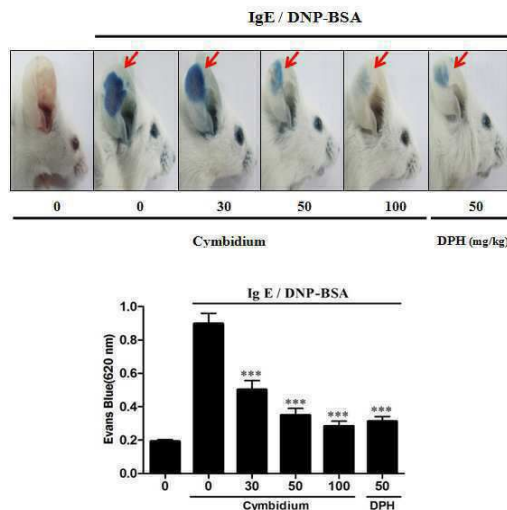 IgE / DNP-BSA
0 0 30 50 100 50
Cymbidium DPH (mg/kg)
Ig E / DNP-BSA
1.0
0.8
0.6
0.4
0.2
0.0
Evans Blue(620 nm)
*** *** *** ***
0 0 30 50 100 50
Cymbidium DPH